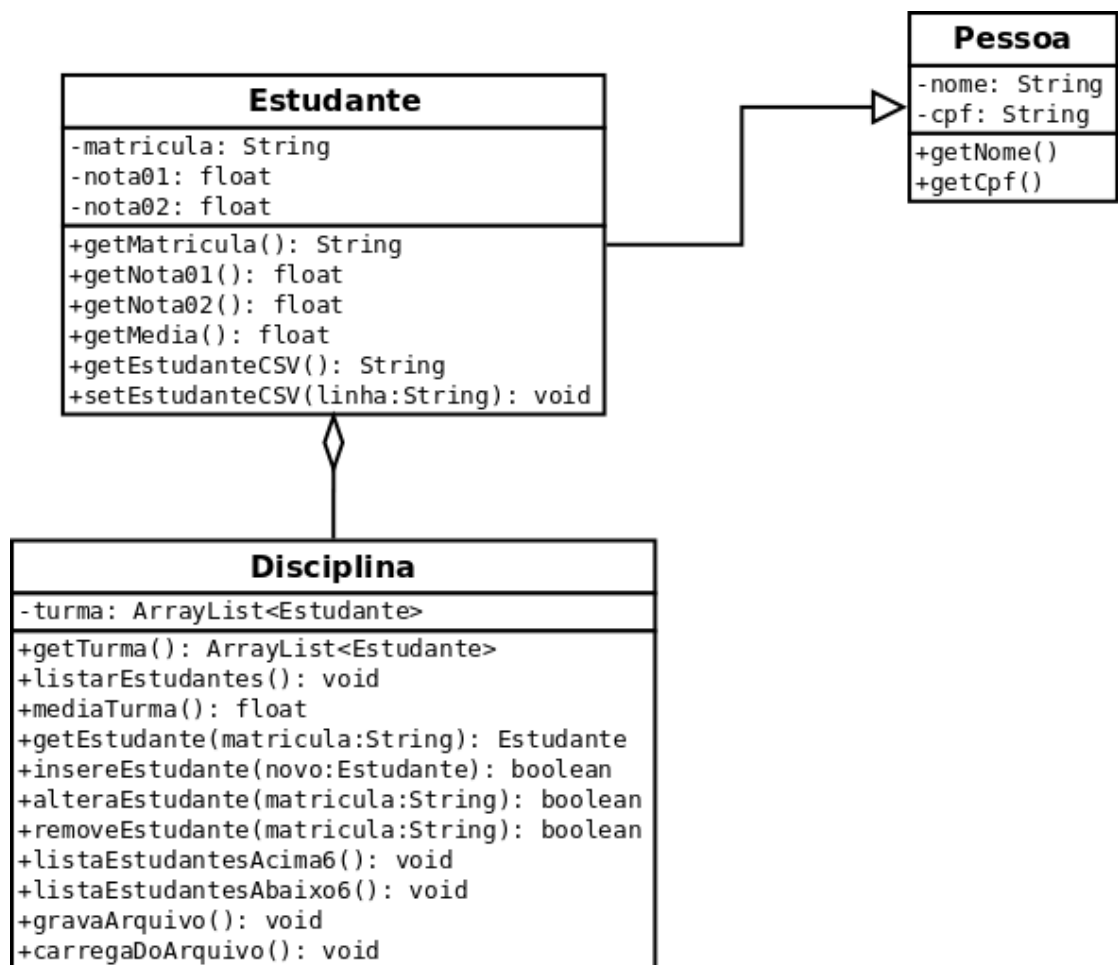 Pessoa
-nome: String
-cpf: String
+getNome()
+getCpf()
Estudante
-matricula: String
-nota01: float
-nota02: float
+getMatricula(): String
+getNota01(): float
+getNota02(): float
+getMedia(): float
+getEstudanteCSV(): String
+setEstudanteCSV(linha:String): void
Disciplina
-turma: ArrayList<Estudante>
+getTurma(): ArrayList<Estudante>
+listarEstudantes(): void
+mediaTurma(): float
+getEstudante(matricula:String): Estudante
+insereEstudante(novo:Estudante): boolean
+alteraEstudante(matricula:String): boolean
+removeEstudante(matricula:String): boolean
+listaEstudantesAcima6(): void
+listaEstudantesAbaixo6(): void
+gravaArquivo(): void
+carregaDoArquivo(): void